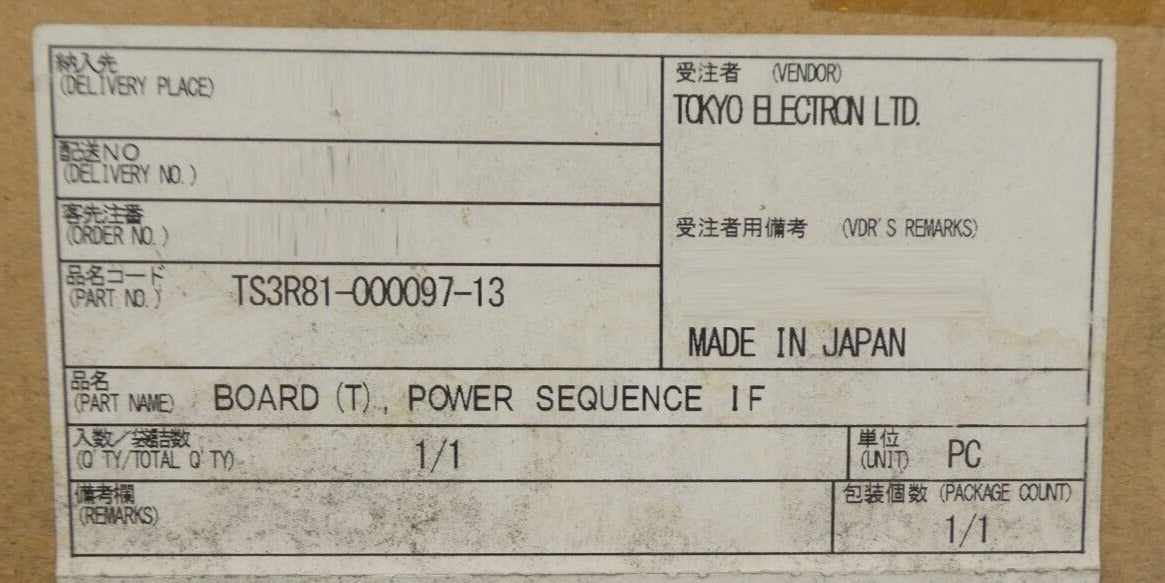 納入先
(DELIVERY PLACE)
受注者 (VENDOR)
TOKYO ELECTRON LTD.
配送NO
(DELIVERY NO.)
客先注番
(ORDER NO.)
受注者用備考 (VDR'S REMARKS)
品名コード
(PART NO.)
TS3R81-000097-13
MADE IN JAPAN
品名
(PART NAME)
BOARD (T), POWER SEQUENCE IF
入数/袋詰数
(Q'TY/TOTAL Q'TY)
1/1
単位
(UNIT)
PC
備考欄
(REMARKS)
包装個数 (PACKAGE COUNT)
1/1